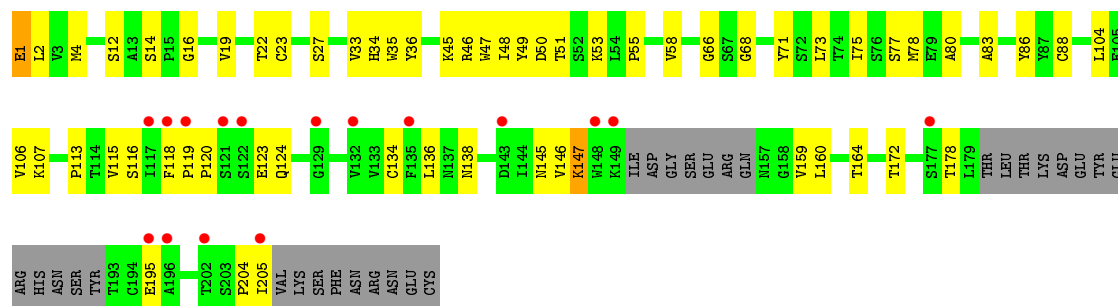 E1 L2 V3 M4 S12 A13 S14 P15 G16 V19 T22 C23 S27 V33 H34 W35 Y36 K45 R46 W47 I48 Y49 D50 T51 S52 K53 L54 P55 V58 G66 S67 G68 Y71 S72 L73 T74 I75 S76 S77 M78 E79 A80 A83 Y86 Y87 C88 L104 E105
V106 K107 P113 T114 V115 S116 I117 F118 P119 P120 S121 S122 E123 Q124 G129 V132 V133 C134 F135 L136 N137 N138 D143 I144 N145 V146 K147 W148 K149 ILE ASP GLY SER GLU ARG GLN N157 G158 V159 L160 T164 T172 S177 T178 L179 THR LEU THR LYS ASP GLU TYR GLU
ARG HIS ASN SER TYR T193 C194 E195 A196 T202 S203 P204 I205 VAL LYS SER PHE ASN ARG ASN GLU CYS